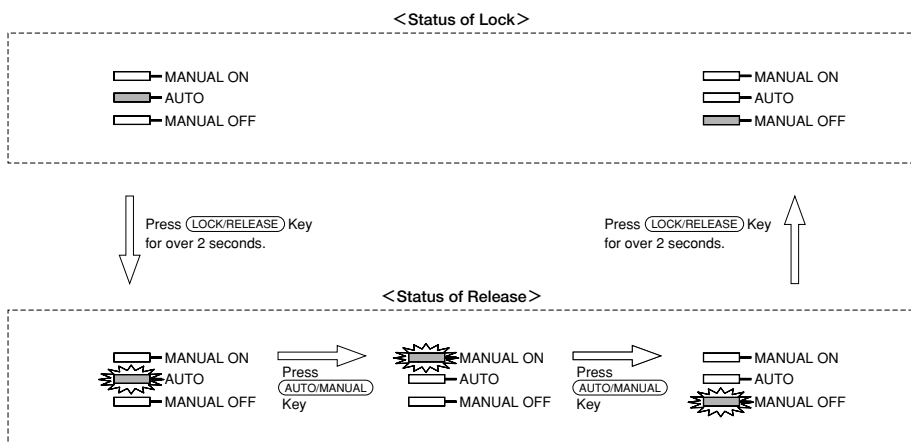 <Status of Lock>
MANUAL ON
AUTO
MANUAL OFF
MANUAL ON
AUTO
MANUAL OFF
Press LOCK/RELEASE Key
for over 2 seconds.
Press LOCK/RELEASE Key
for over 2 seconds.
<Status of Release>
MANUAL ON
AUTO
MANUAL OFF
Press
AUTO/MANUAL
Key
MANUAL ON
AUTO
MANUAL OFF
Press
AUTO/MANUAL
Key
MANUAL ON
AUTO
MANUAL OFF